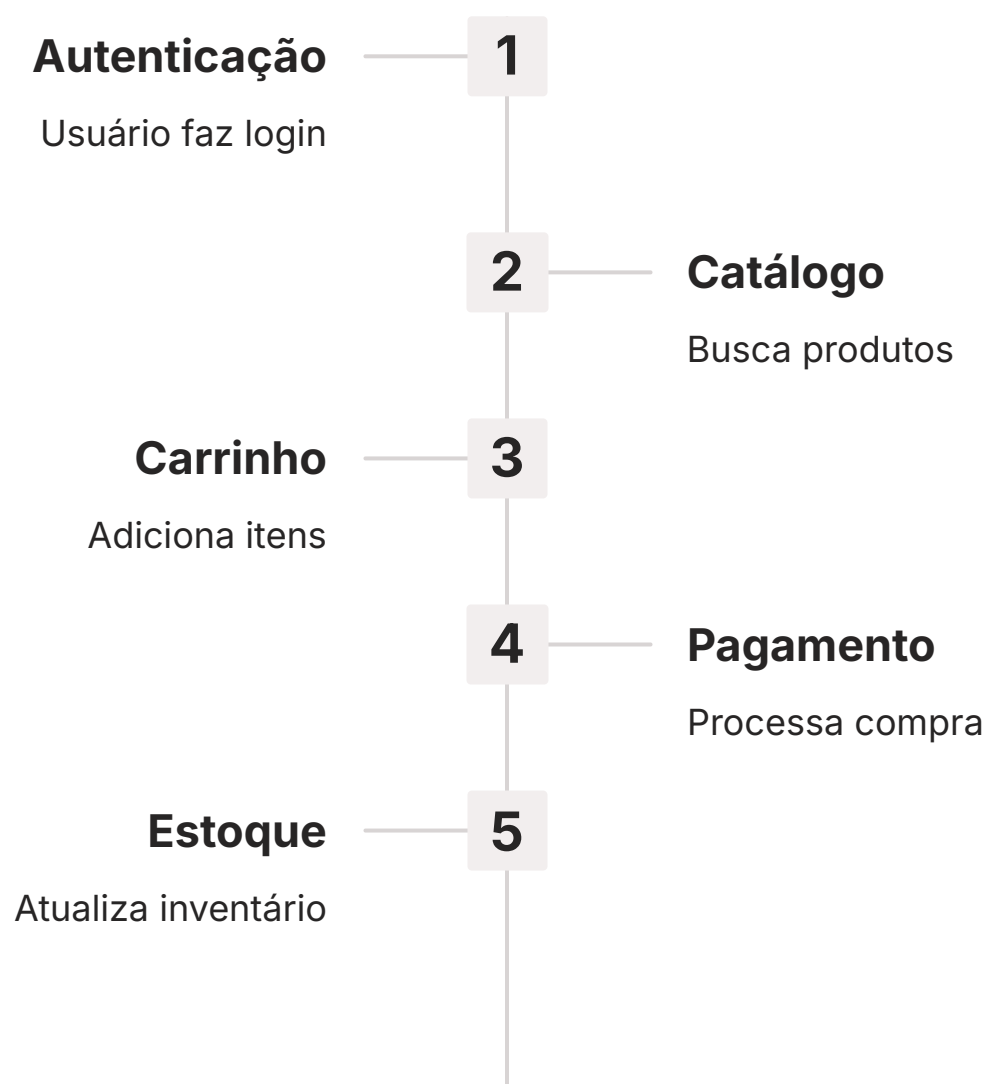 1
Autenticação
Usuário faz login
2
Catálogo
Busca produtos
3
Carrinho
Adiciona itens
4
Pagamento
Processa compra
5
Estoque
Atualiza inventário